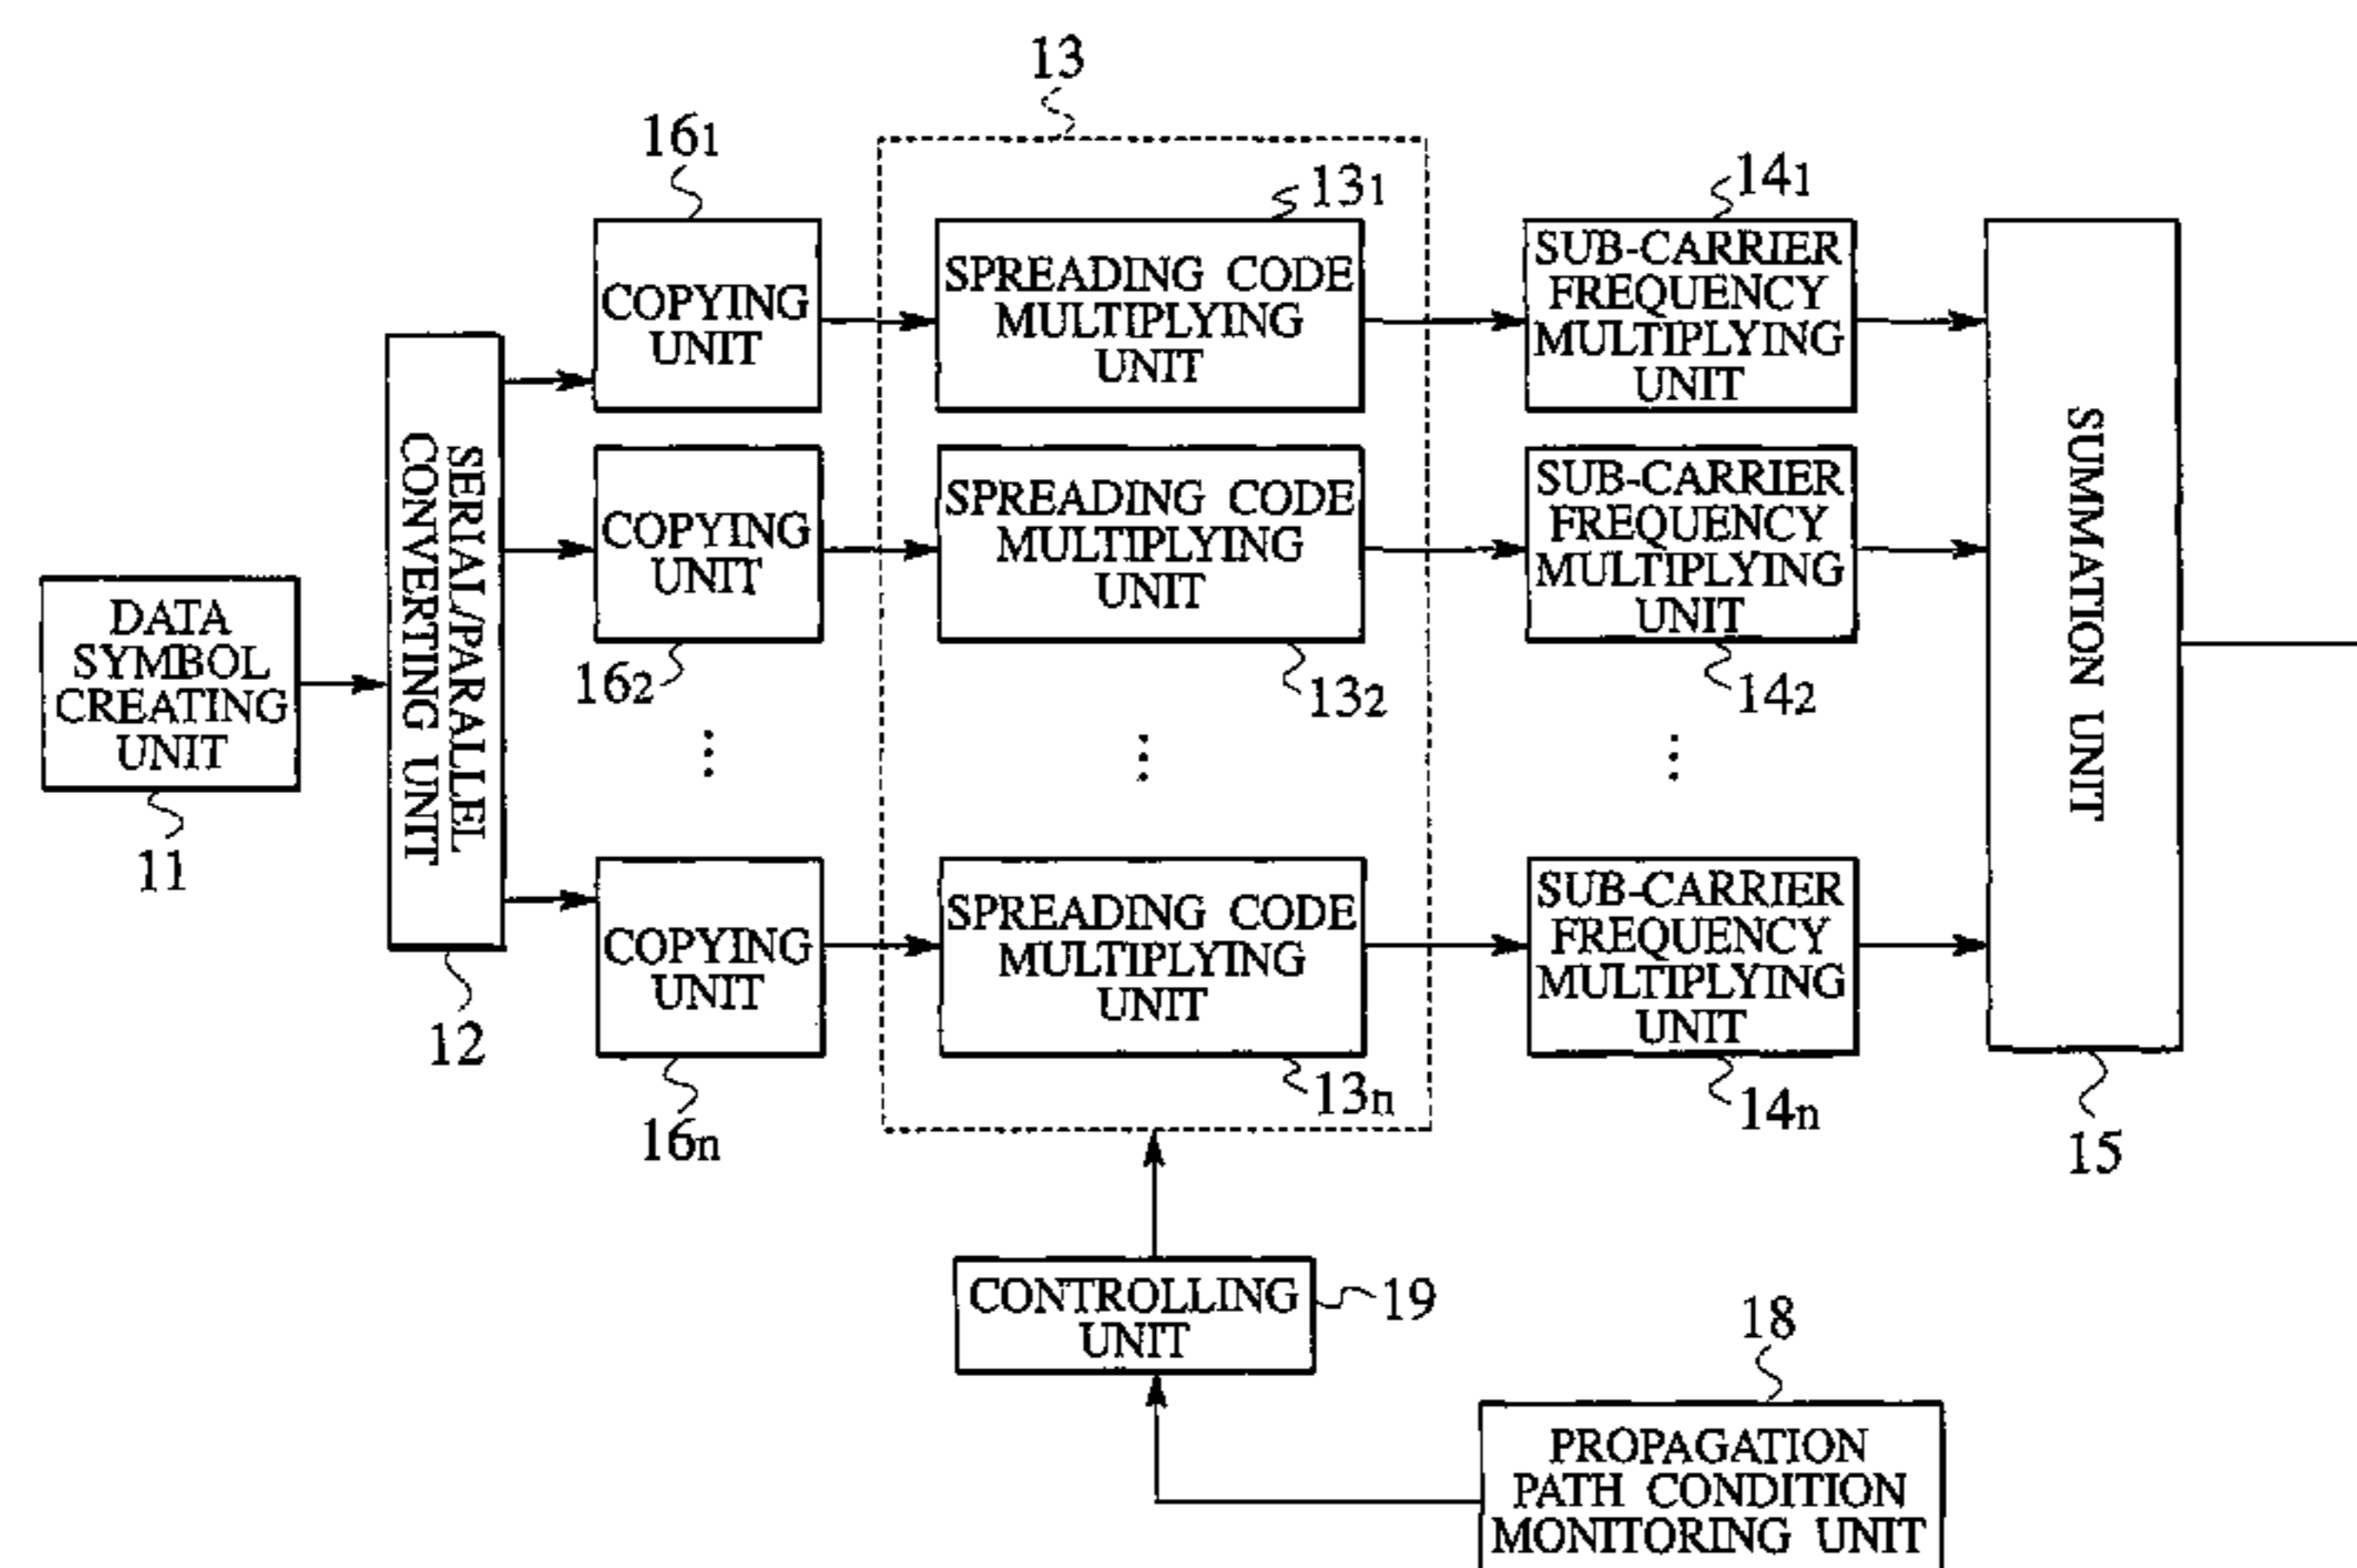 13
161
131
141
COPYING
UNIT
SPREADING CODE
MULTIPLYING
UNIT
SUB-CARRIER
FREQUENCY
MULTIPLYING
UNIT
COPYING
UNIT
162
SPREADING CODE
MULTIPLYING
UNIT
132
SUB-CARRIER
FREQUENCY
MULTIPLYING
UNIT
142
DATA
SYMBOL
CREATING
UNIT
11
SERIAL/PARALLEL
CONVERTING UNIT
12
SUMMATION UNIT
15
COPYING
UNIT
16n
SPREADING CODE
MULTIPLYING
UNIT
13n
SUB-CARRIER
FREQUENCY
MULTIPLYING
UNIT
14n
CONTROLLING
UNIT
19
18
PROPAGATION
PATH CONDITION
MONITORING UNIT